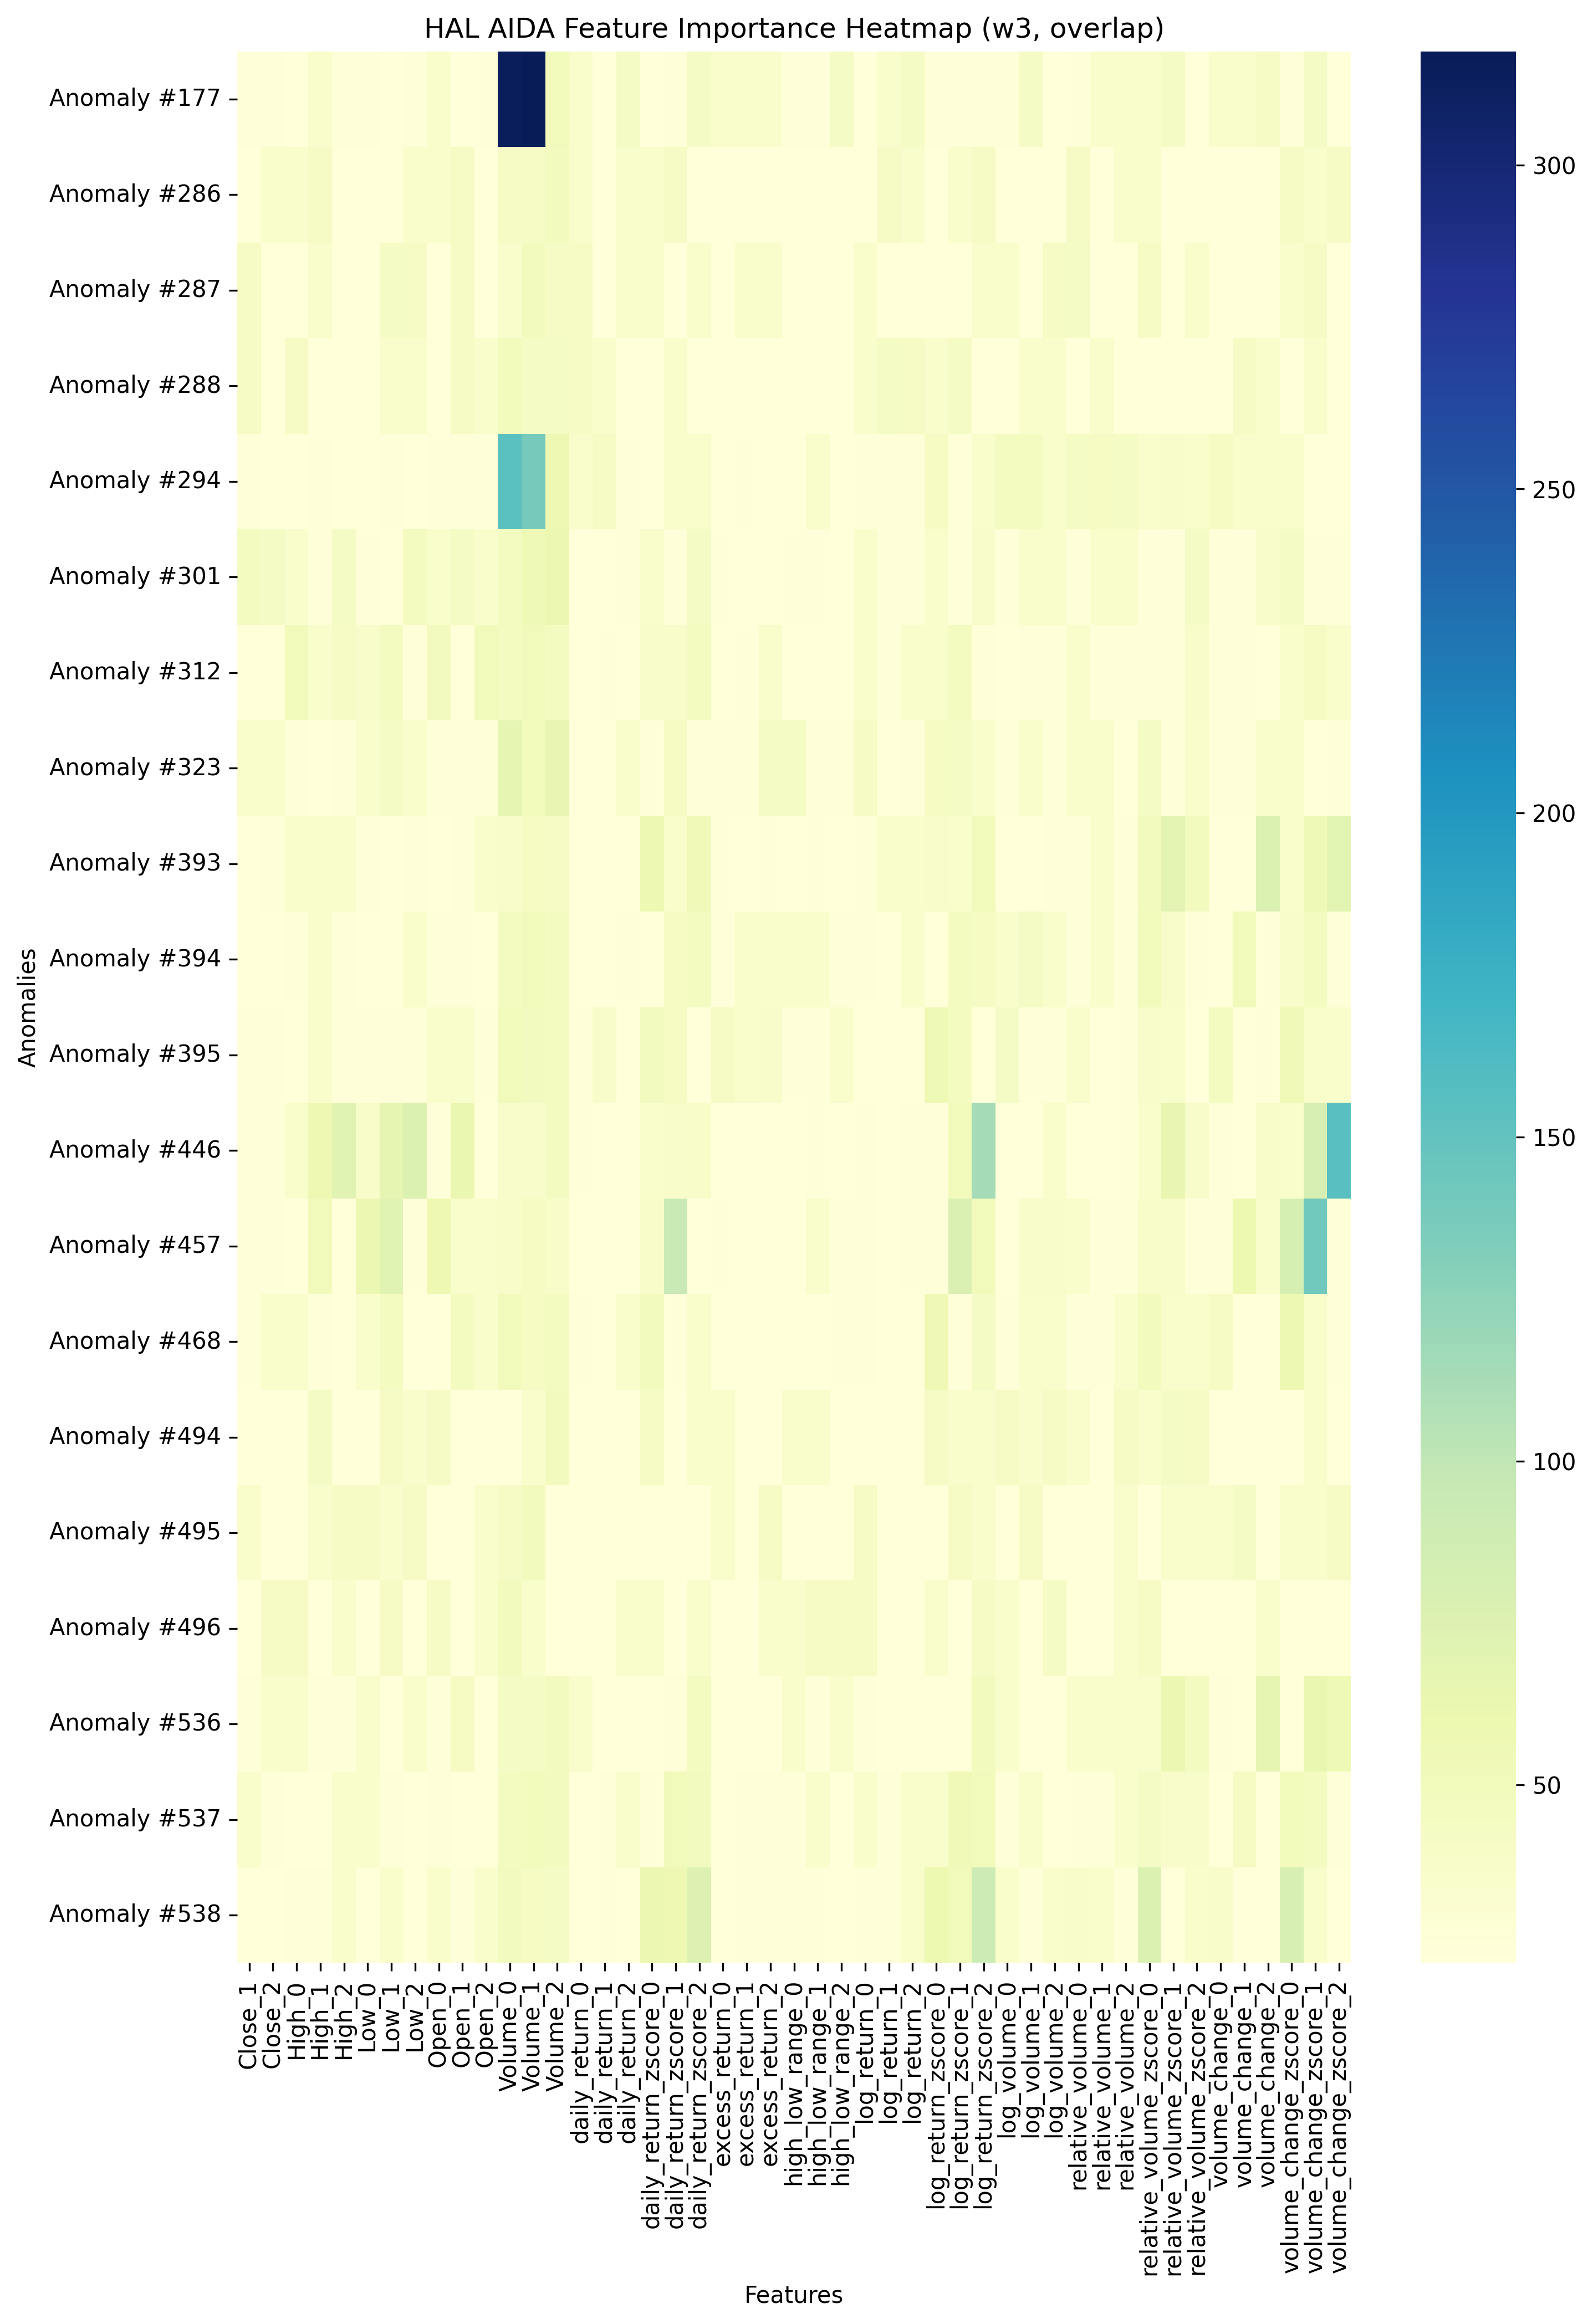 HAL AIDA Feature Importance Heatmap (w3, overlap)
Anomalies
Anomaly #177
Anomaly #286
Anomaly #287
Anomaly #288
Anomaly #294
Anomaly #301
Anomaly #312
Anomaly #323
Anomaly #393
Anomaly #394
Anomaly #395
Anomaly #446
Anomaly #457
Anomaly #468
Anomaly #494
Anomaly #495
Anomaly #496
Anomaly #536
Anomaly #537
Anomaly #538
Close_1
Close_2
High_0
High_1
High_2
Low_0
Low_1
Low_2
Open_0
Open_1
Open_2
Volume_0
Volume_1
Volume_2
daily_return_0
daily_return_1
daily_return_2
daily_return_zscore_0
daily_return_zscore_1
daily_return_zscore_2
excess_return_0
excess_return_1
excess_return_2
high_low_range_0
high_low_range_1
high_low_range_2
log_return_0
log_return_1
log_return_2
log_return_zscore_0
log_return_zscore_1
log_return_zscore_2
log_volume_0
log_volume_1
log_volume_2
relative_volume_0
relative_volume_1
relative_volume_2
relative_volume_zscore_0
relative_volume_zscore_1
relative_volume_zscore_2
volume_change_0
volume_change_1
volume_change_2
volume_change_zscore_0
volume_change_zscore_1
volume_change_zscore_2
Features
300
250
200
150
100
50